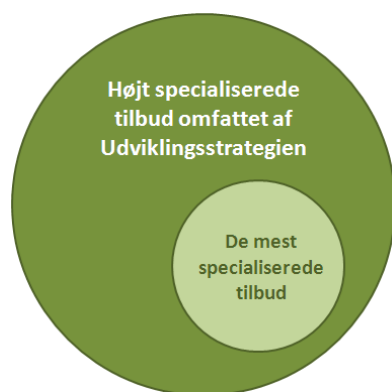 Højt specialiserede
tilbud omfattet af
Udviklingsstrategien
De mest
specialiserede
tilbud